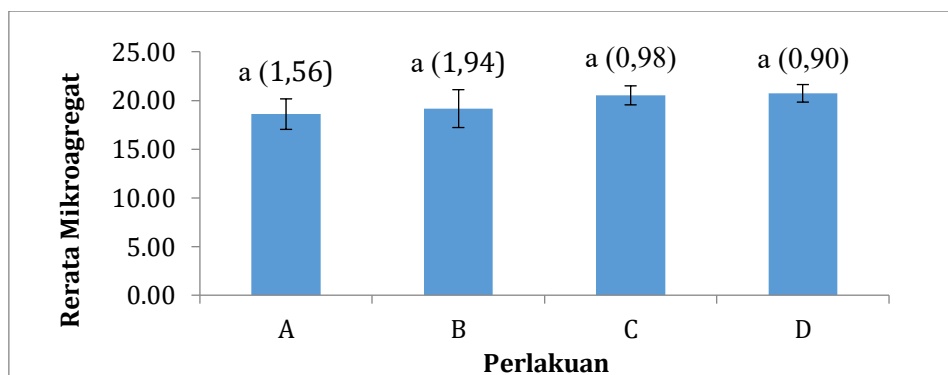 Rerata Mikroagregat
25.00
20.00
15.00
10.00
5.00
0.00
a (1,56)
a (1,94)
a (0,98)
a (0,90)
A
B
C
D
Perlakuan